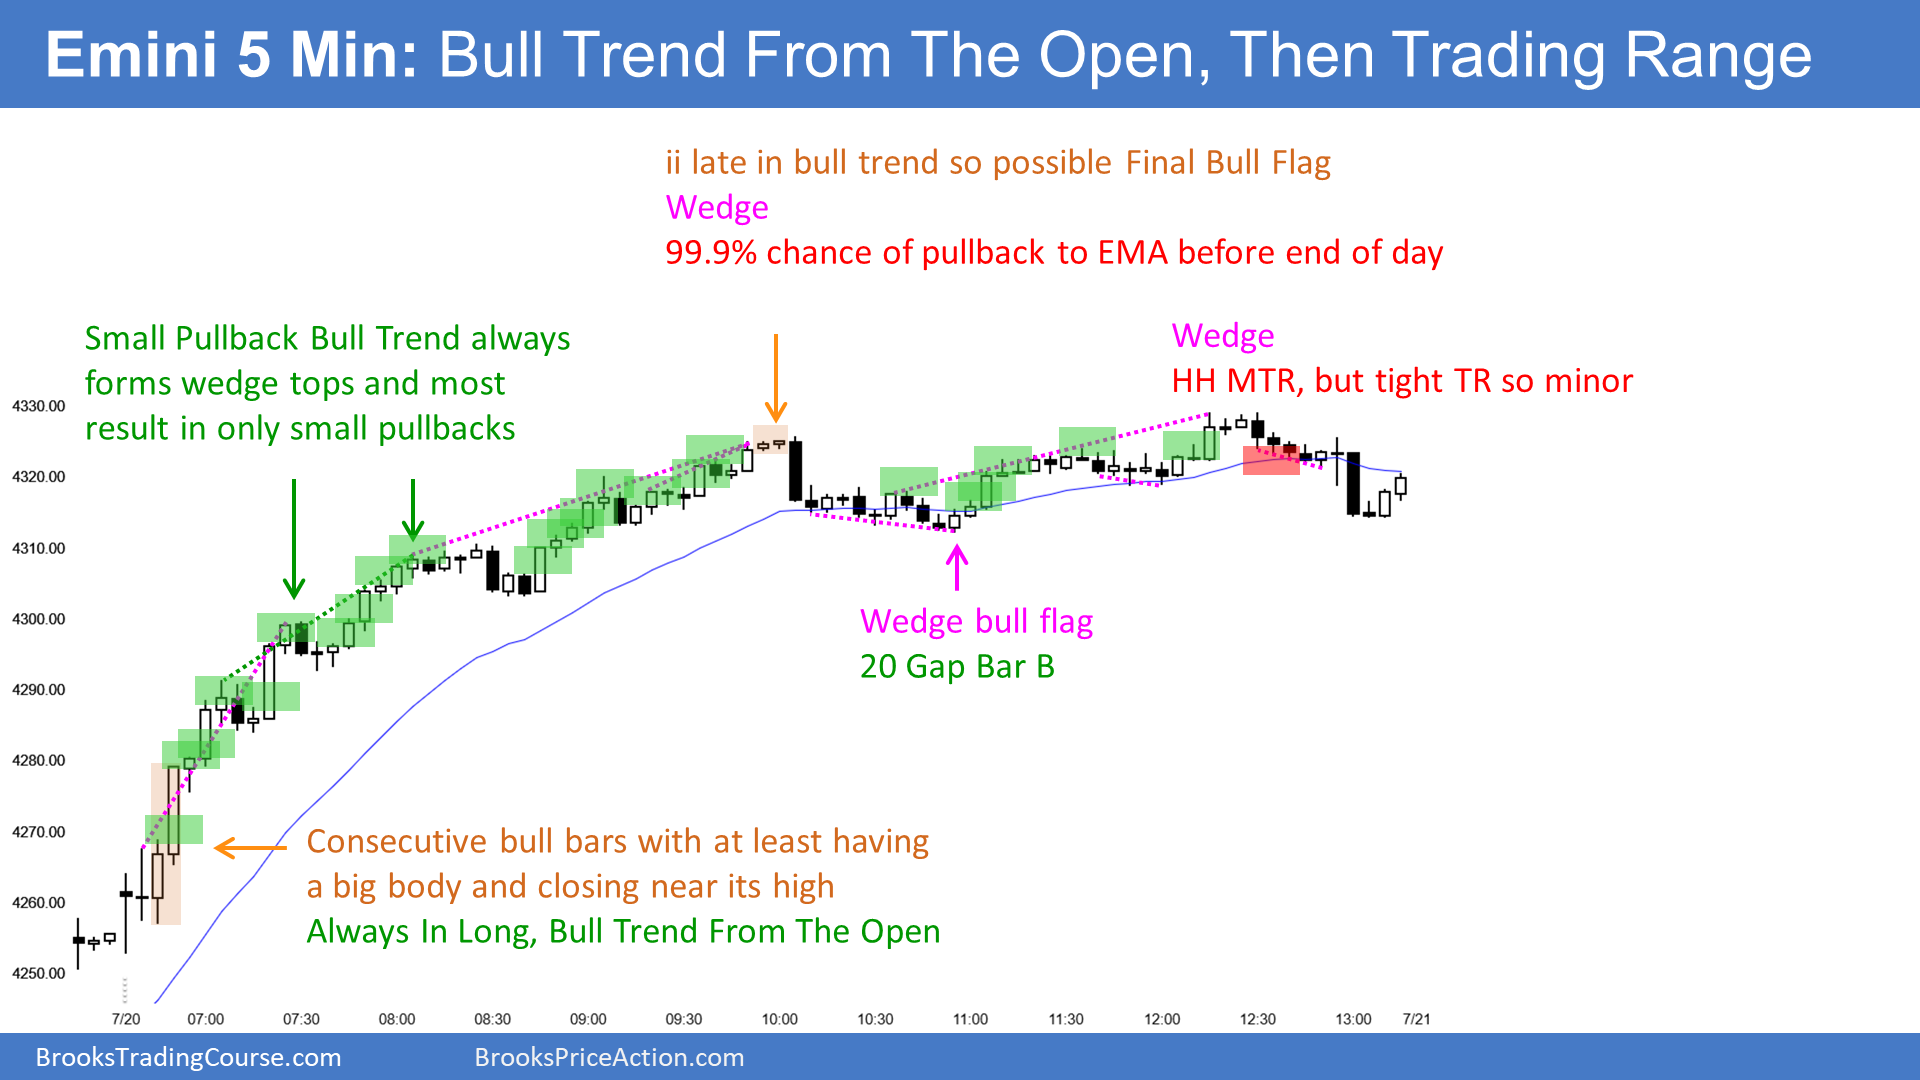 Emini 5 Min: Bull Trend From The Open, Then Trading Range
ii late in bull trend so possible Final Bull Flag
Wedge
99.9% chance of pullback to EMA before end of day
Small Pullback Bull Trend always
forms wedge tops and most
result in only small pullbacks
Wedge
HH MTR, but tight TR so minor
4330.00
4320.00
4310.00
4300.00
4290.00
4280.00
4270.00
4260.00
4250.00
Wedge bull flag
20 Gap Bar B
Consecutive bull bars with at least having
a big body and closing near its high
Always In Long, Bull Trend From The Open
7/20 07:00 07:30 08:00 08:30 09:00 09:30 10:00 10:30 11:00 11:30 12:00 12:30 13:00 7/21
BrooksTradingCourse.com
BrooksPriceAction.com